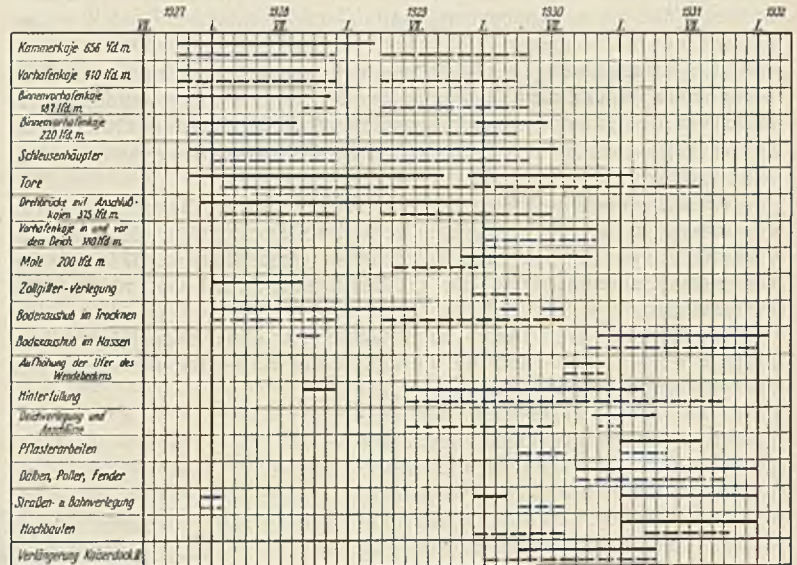 1927 1928 1929 1930 1931 1932
VII. I. VII. I. VII. I. VII. I. VII. I.
Kammerkaje 656 lfd. m.
Vorhafenkaje 910 lfd. m.
Binnenvorhafenkaje
187 lfd. m.
Binnenvorhafenkaje
220 lfd. m.
Schleusenhäupter
Tore
Drehbrücke mit Anschluß-
kajen 375 lfd. m.
Vorhafenkaje in und vor
dem Deich. lfd. m.
Mole 200 lfd. m.
Zollgitter-Verlegung
Bodenaushub im Trocknen
Bodenaushub im Nassen
Aufhöhung der Ufer des
Wendebeckens
Hinterfüllung
Deichverlegung und
Anschlüsse
Pflasterarbeiten
Dalben, Poller, Fender
Straßen- u. Bahnverlegung
Hochbauten
Verlängerung Kaiserdock II